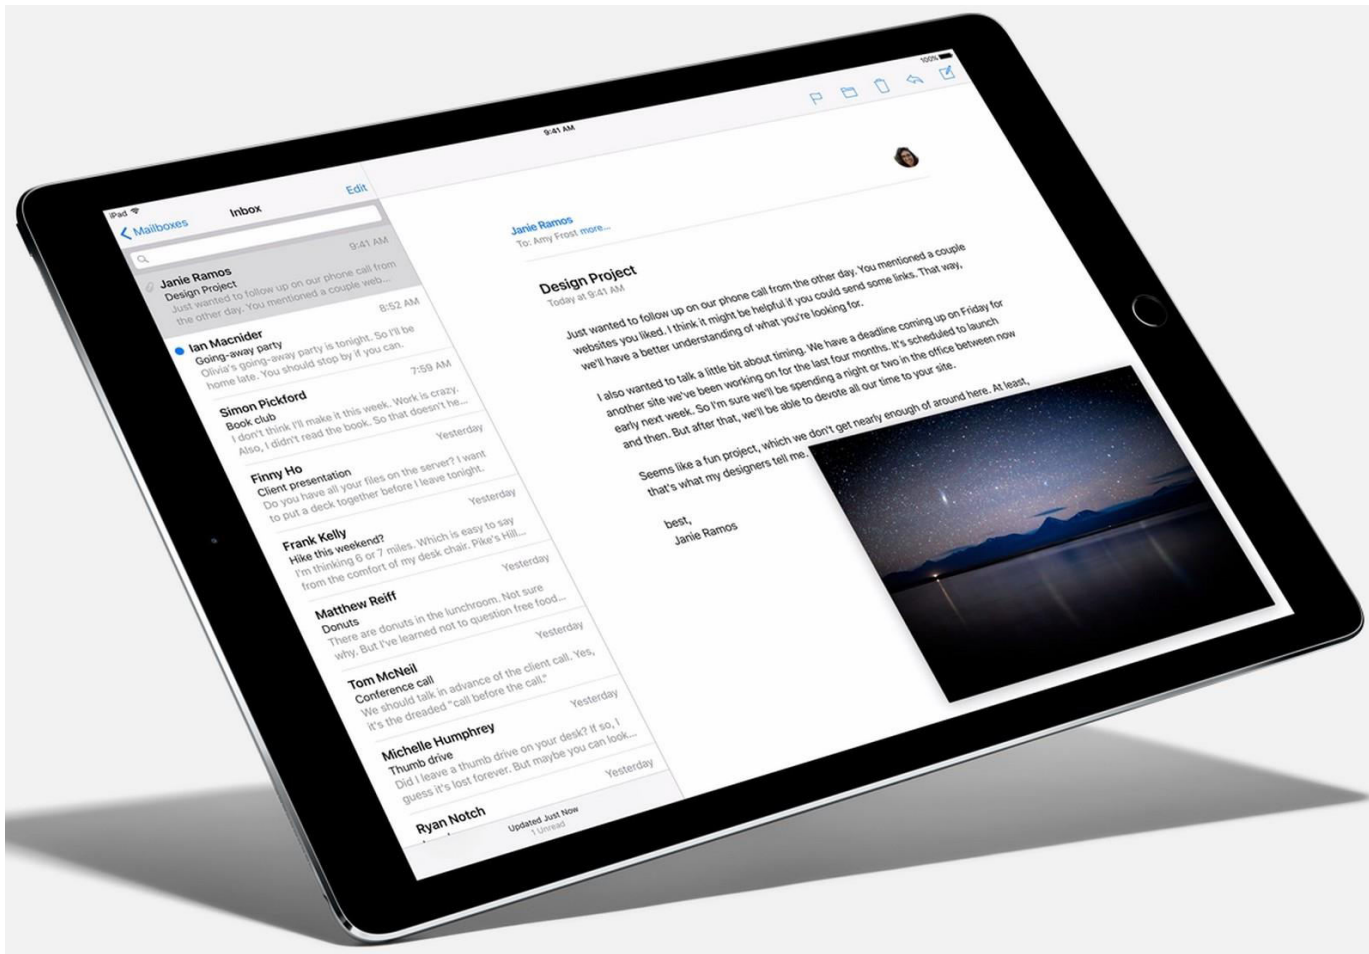 iPad
9:41 AM
100%
Mailboxes
Inbox
Edit
Janie Ramos
9:41 AM
Design Project
Just wanted to follow up on our phone call from
the other day. You mentioned a couple web...
Ian Macnider
8:52 AM
Going-away party
Olivia's going-away party is tonight. So I'll be
home late. You should stop by if you can.
Simon Pickford
7:59 AM
Book club
I don't think I'll make it this week. Work is crazy.
Also, I didn't read the book. So that doesn't he...
Finny Ho
Yesterday
Client presentation
Do you have all your files on the server? I want
to put a deck together before I leave tonight.
Frank Kelly
Yesterday
Hike this weekend?
I'm thinking 6 or 7 miles. Which is easy to say
from the comfort of my desk chair. Pike's Hill...
Matthew Reiff
Yesterday
Donuts
There are donuts in the lunchroom. Not sure
why. But I've learned not to question free food...
Tom McNeil
Yesterday
Conference call
We should talk in advance of the client call. Yes,
it's the dreaded "call before the call."
Michelle Humphrey
Yesterday
Thumb drive
Did I leave a thumb drive on your desk? If so, I
guess it's lost forever. But maybe you can look...
Ryan Notch
Yesterday
Updated Just Now
1 Unread
Janie Ramos
To: Amy Frost more...
Design Project
Today at 9:41 AM
Just wanted to follow up on our phone call from the other day. You mentioned a couple
websites you liked. I think it might be helpful if you could send some links. That way,
we'll have a better understanding of what you're looking for.
I also wanted to talk a little bit about timing. We have a deadline coming up on Friday for
another site we've been working on for the last four months. It's scheduled to launch
early next week. So I'm sure we'll be spending a night or two in the office between now
and then. But after that, we'll be able to devote all our time to your site.
Seems like a fun project, which we don't get nearly enough of around here. At least,
that's what my designers tell me.
best,
Janie Ramos